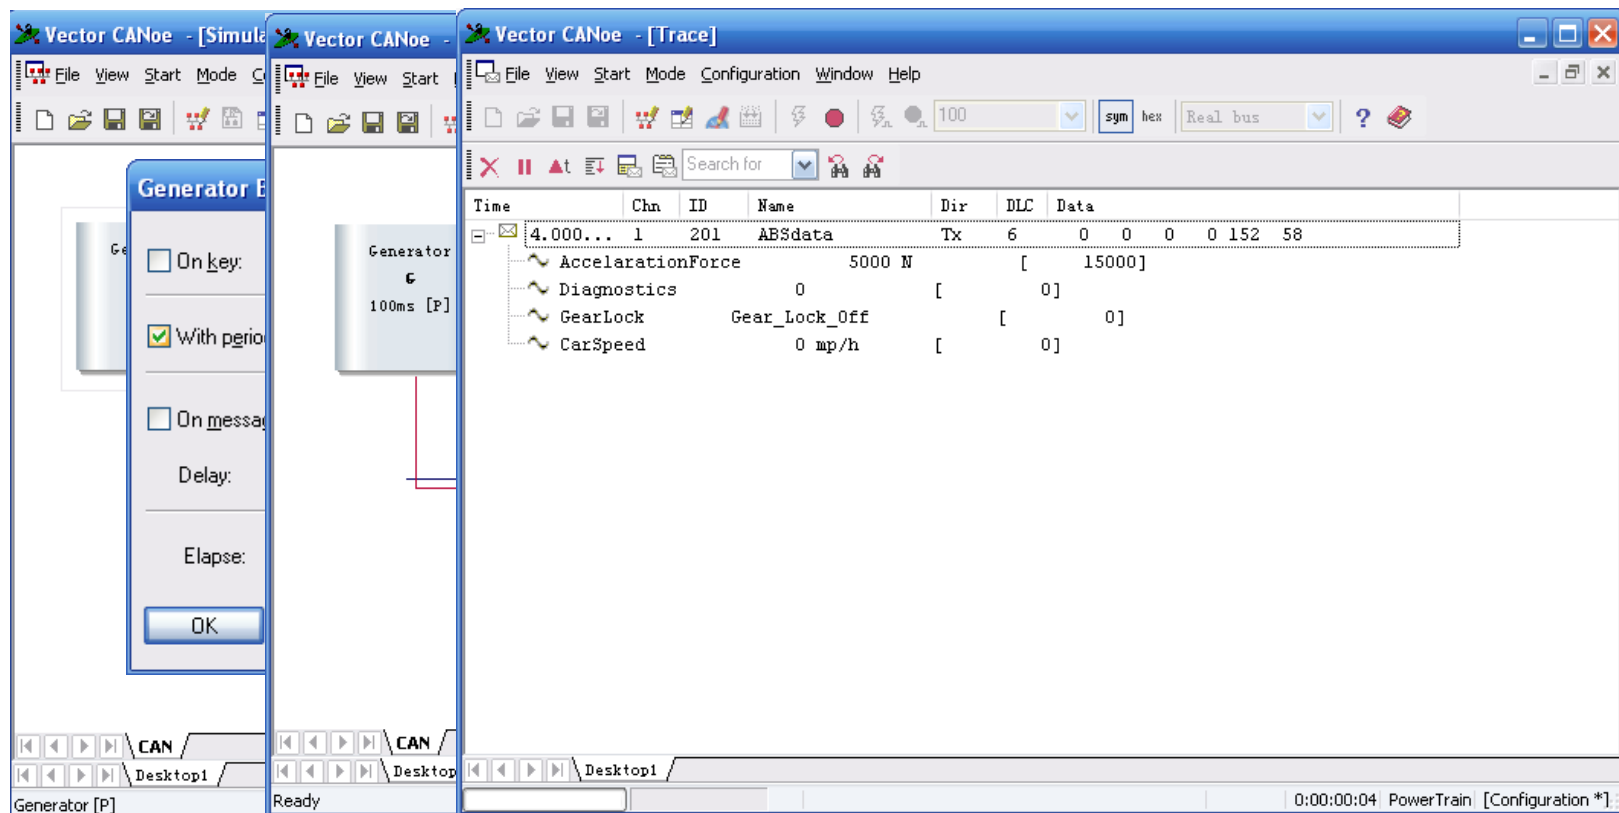 Vector CANoe - [Simula
File View Start Mode C
Generator B
Ge
On key:
With perio
On messag
Delay:
Elapse:
OK
CAN
Desktop1
Generator [P]
Vector CANoe -
File View Start
Generator
G
100ms [P]
CAN
Desktop
Ready
Vector CANoe - [Trace]
File View Start Mode Configuration Window Help
100 sym hex Real bus ?
Δt Search for
Time Chn ID Name Dir DLC Data
4.000... 1 201 ABSdata Tx 6 0 0 0 0 0 152 58
AccelarationForce 5000 N [ 15000]
Diagnostics 0 [ 0]
GearLock Gear_Lock_Off [ 0]
CarSpeed 0 mp/h [ 0]
Desktop1
0:00:00:04 PowerTrain [Configuration *]